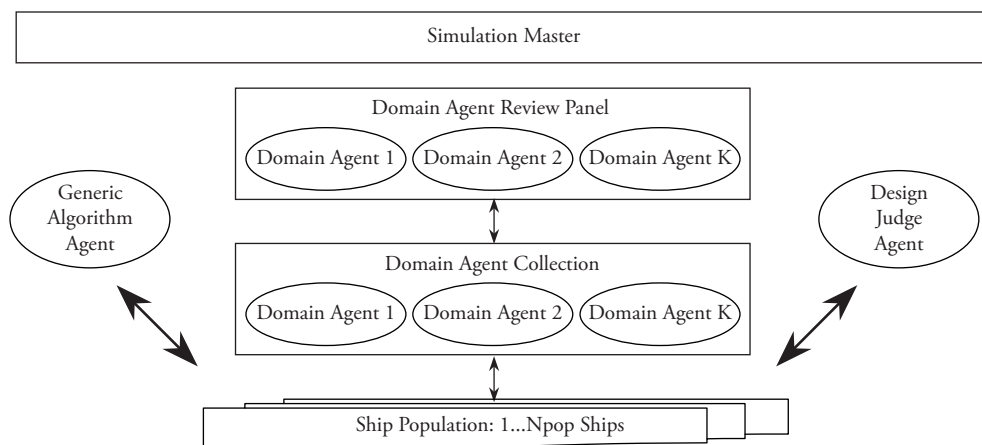 Simulation Master
Domain Agent Review Panel
Domain Agent 1
Domain Agent 2
Domain Agent K
Generic
Algorithm
Agent
Design
Judge
Agent
Domain Agent Collection
Domain Agent 1
Domain Agent 2
Domain Agent K
Ship Population: 1...Npop Ships